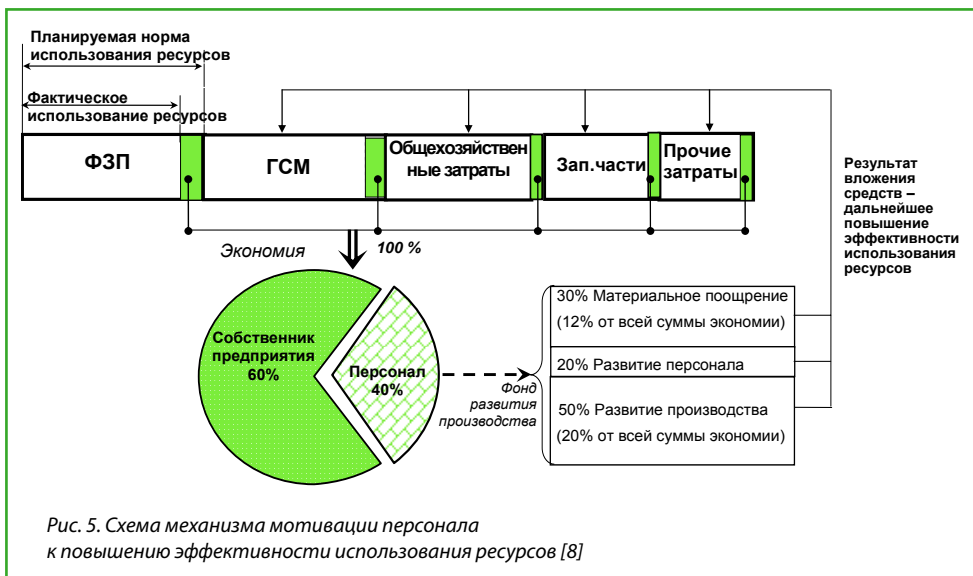 Планируемая норма
использования ресурсов
Фактическое
использование ресурсов
ФЗП
ГСМ
Общехозяйствен
ные затраты
Зап.части
Прочие
затраты
Результат
вложения
средств –
дальнейшее
повышение
эффективности
использования
ресурсов
Экономия
100 %
Собственник
предприятия
60%
Персонал
40%
Фонд
развития
производства
30% Материальное поощрение
(12% от всей суммы экономии)
20% Развитие персонала
50% Развитие производства
(20% от всей суммы экономии)
Рис. 5. Схема механизма мотивации персонала
к повышению эффективности использования ресурсов [8]